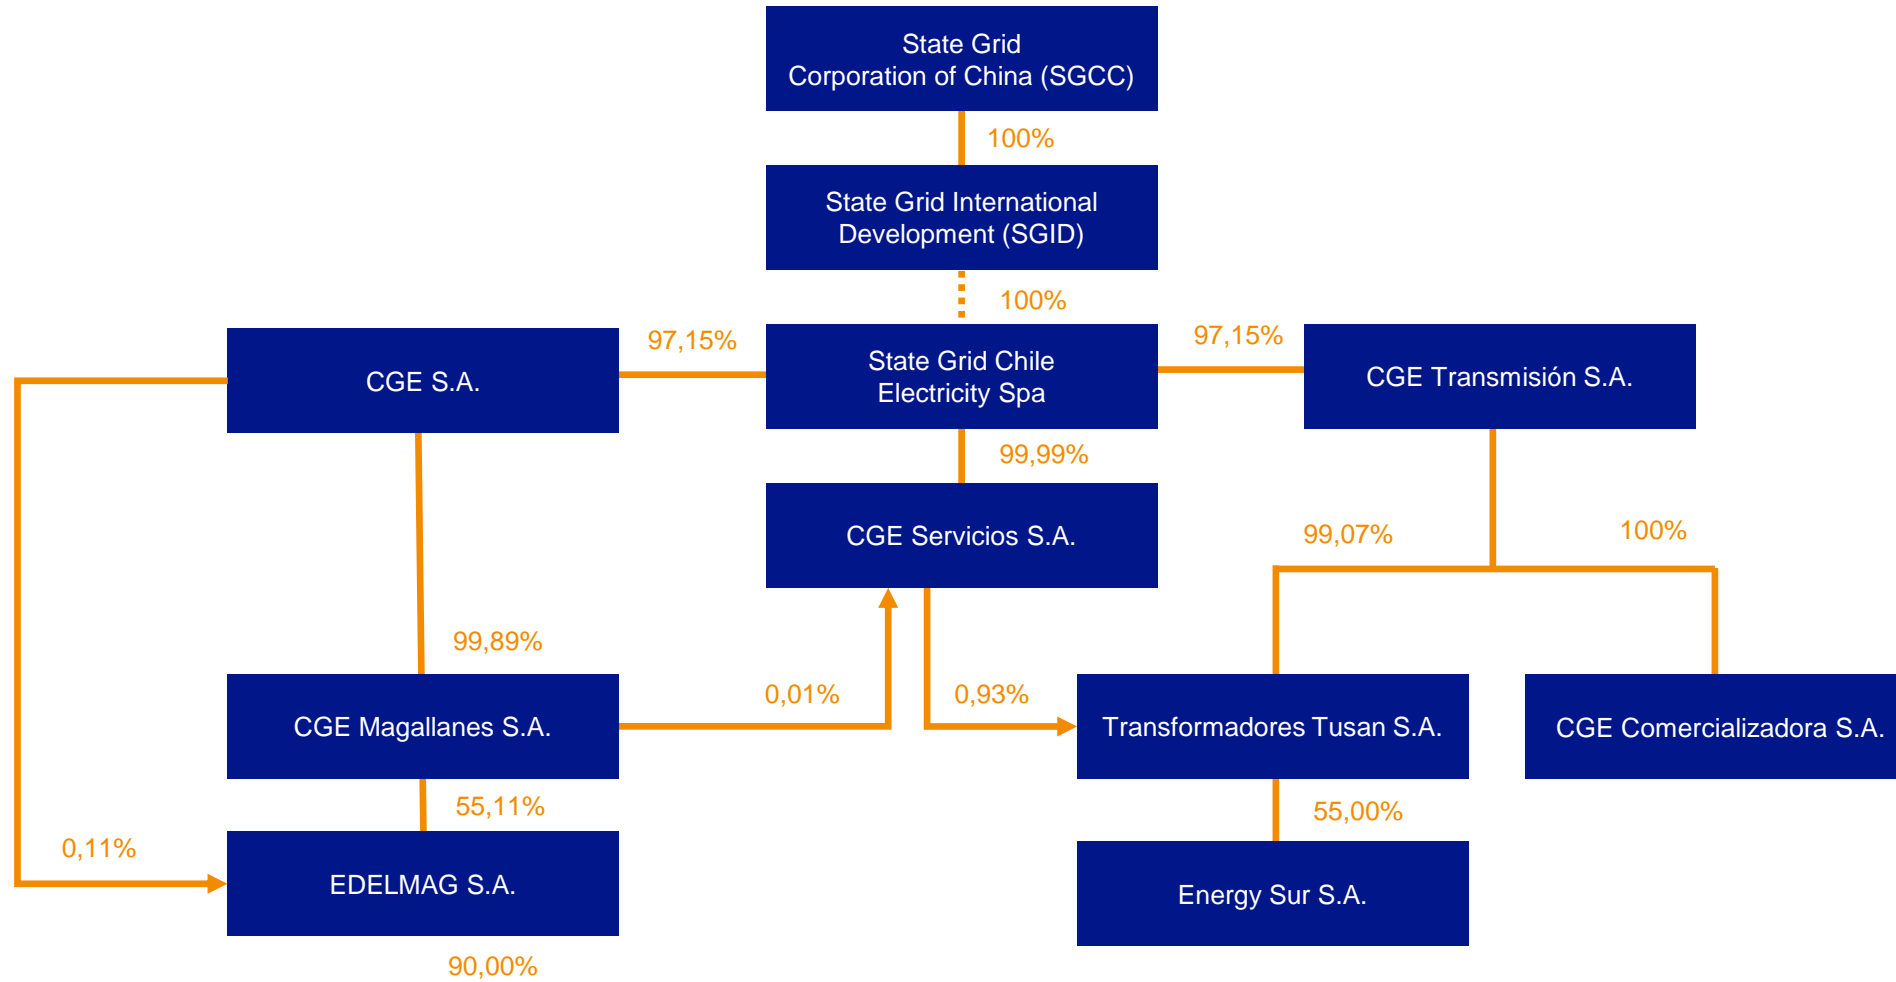 State Grid
Corporation of China (SGCC)
100%
State Grid International
Development (SGID)
100%
CGE S.A.
97,15%
State Grid Chile
Electricity Spa
97,15%
CGE Transmisión S.A.
99,99%
CGE Servicios S.A.
99,07%
100%
99,89%
CGE Magallanes S.A.
0,01%
0,93%
Transformadores Tusan S.A.
CGE Comercializadora S.A.
55,11%
55,00%
0,11%
EDELMAG S.A.
Energy Sur S.A.
90,00%